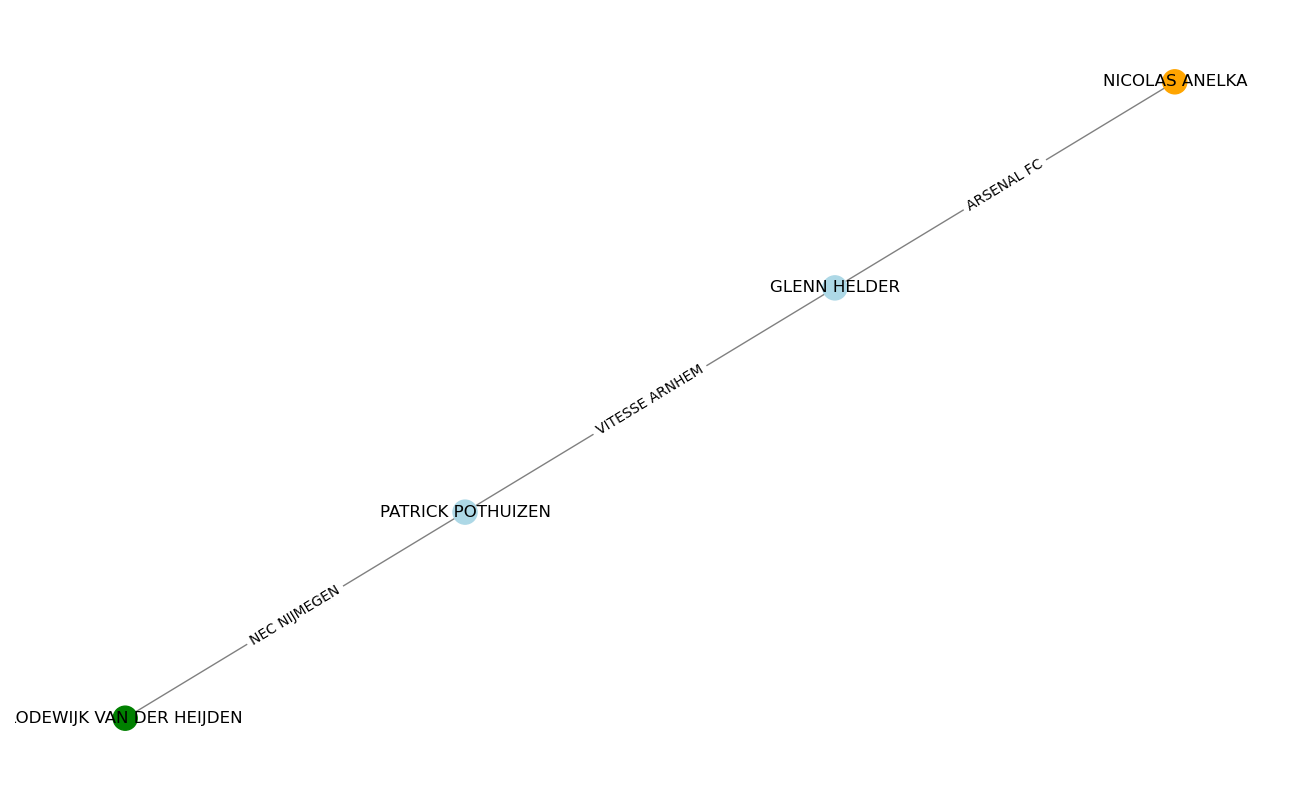 NICOLAS ANELKA
ARSENAL FC
GLENN HELDER
VITESSE ARNHEM
PATRICK POTHUIZEN
NEC NIJMEGEN
ODEWIJK VAN DER HEIJDEN